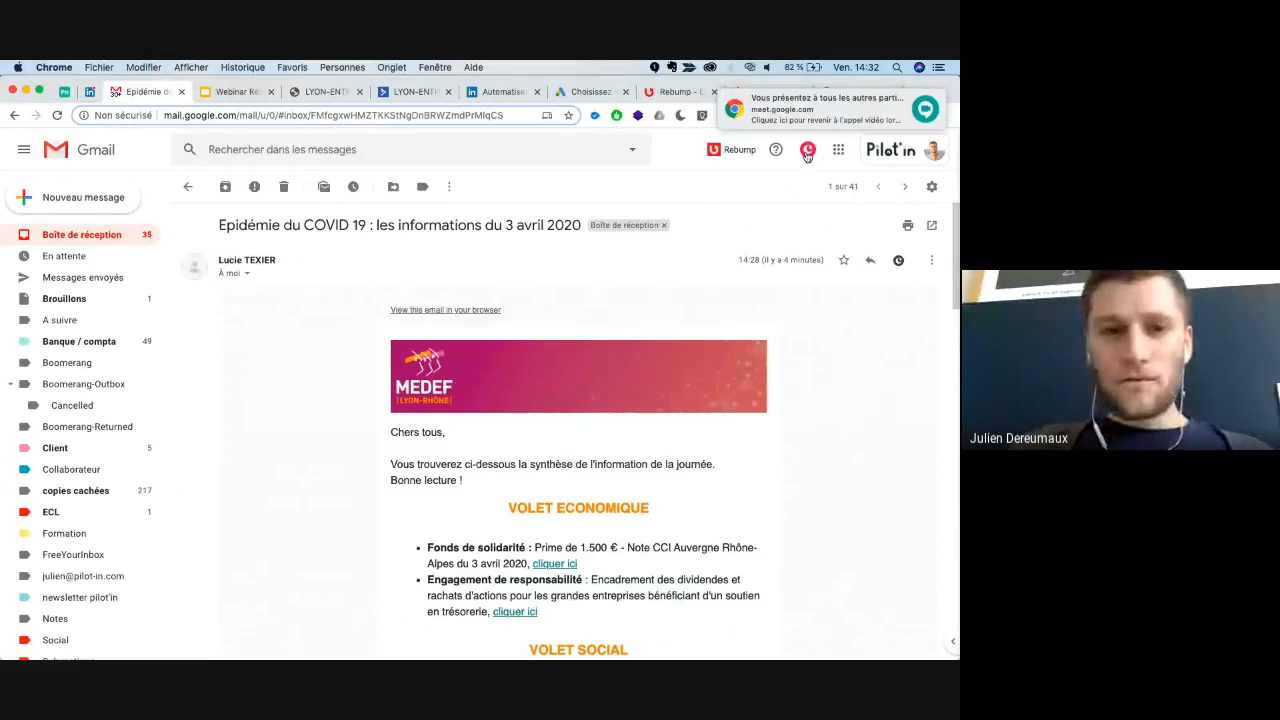 Chrome Fichier Modifier Afficher Historique Favoris Personnes Onglet Fenêtre Aide 82 % Ven. 14:32
Epidémie du
Webinar Re
LYON-ENTR
LYON-ENTR
Automatise
Choisissez-
Rebump - L
Vous présentez à tous les autres parti...
meet.google.com
Cliquez ici pour revenir à l'appel vidéo lor...
Non sécurisé mail.google.com/mail/u/0/#inbox/FMfcgxwHMZTKKStNgDnBRWZmdPrMlqCS
Gmail
Rechercher dans les messages
Rebump
Pilot'in
Nouveau message
1 sur 41
Boîte de réception 35
En attente
Messages envoyés
Brouillons 1
A suivre
Banque / compta 49
Boomerang
Boomerang-Outbox
Cancelled
Boomerang-Returned
Client 5
Collaborateur
copies cachées 217
ECL 1
Formation
FreeYourInbox
julien@pilot-in.com
newsletter pilot'in
Notes
Social
Epidémie du COVID 19 : les informations du 3 avril 2020 Boîte de réception x
Lucie TEXIER 14:28 (il y a 4 minutes)
À moi
View this email in your browser
MEDEF
LYON-RHÔNE
Chers tous,
Vous trouverez ci-dessous la synthèse de l'information de la journée.
Bonne lecture !
VOLET ECONOMIQUE
• Fonds de solidarité : Prime de 1.500 € - Note CCI Auvergne Rhône-
Alpes du 3 avril 2020, cliquer ici
• Engagement de responsabilité : Encadrement des dividendes et
rachats d'actions pour les grandes entreprises bénéficiant d'un soutien
en trésorerie, cliquer ici
VOLET SOCIAL
Julien Dereumaux